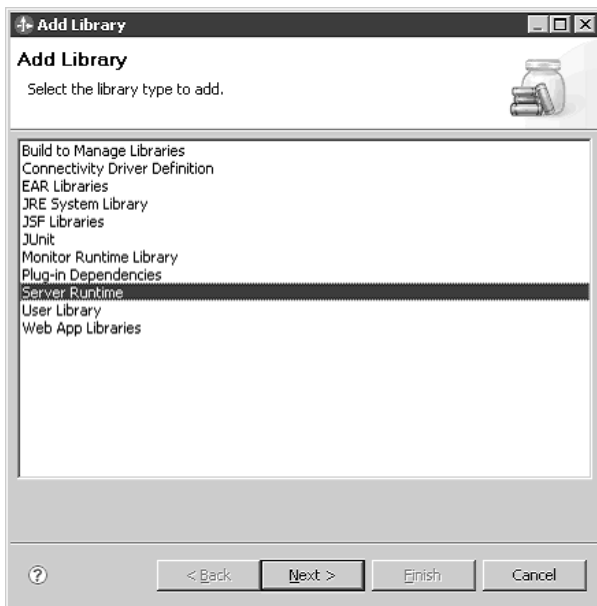 Add Library
Add Library
Select the library type to add.
Build to Manage Libraries
Connectivity Driver Definition
EAR Libraries
JRE System Library
JSF Libraries
JUnit
Monitor Runtime Library
Plug-in Dependencies
Server Runtime
User Library
Web App Libraries
? < Back Next > Finish Cancel